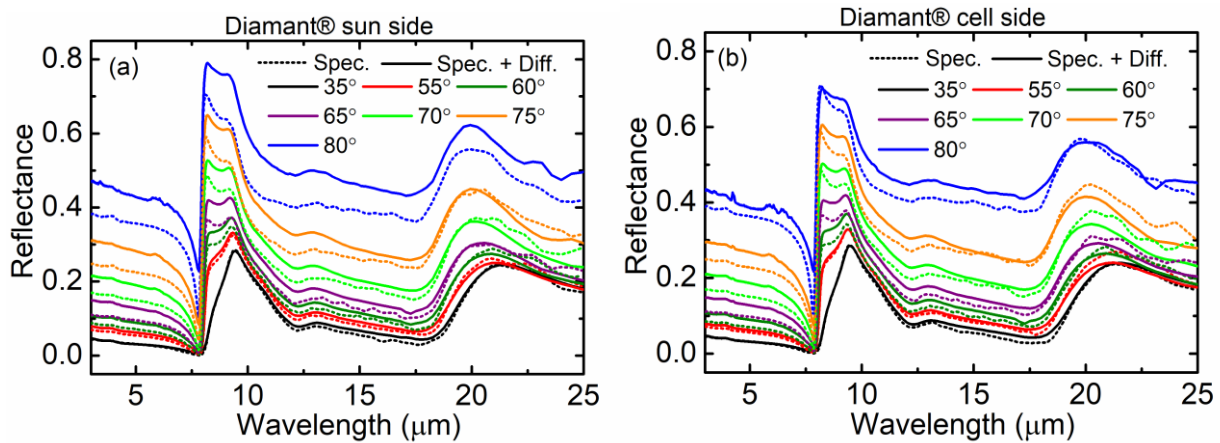 Diamant® sun side
(a)
Spec. Spec. + Diff.
35° 55° 60°
65° 70° 75°
80°
0.8
0.6
0.4
0.2
0.0
Reflectance
5 10 15 20 25
Wavelength (μm)
Diamant® cell side
(b)
Spec. Spec. + Diff.
35° 55° 60°
65° 70° 75°
80°
0.8
0.6
0.4
0.2
0.0
Reflectance
5 10 15 20 25
Wavelength (μm)